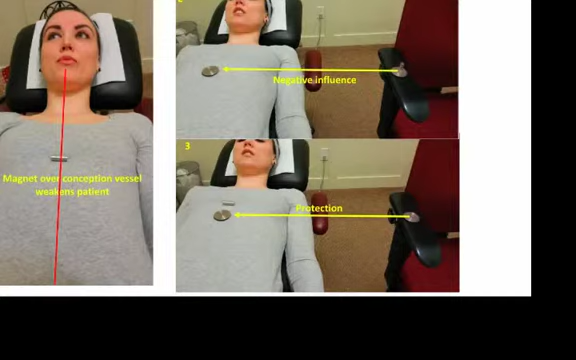 Magnet over conception vessel
weakens patient
Negative influence
3
Protection